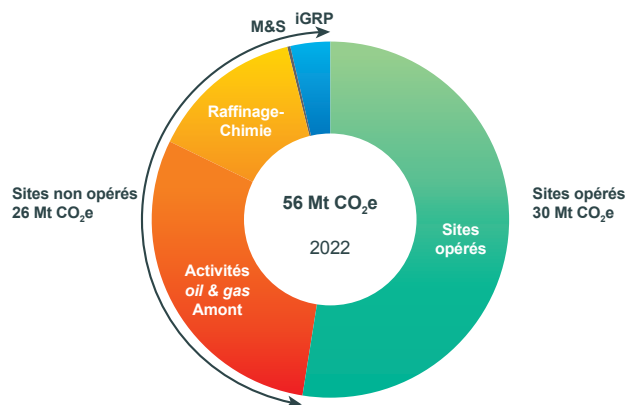 M&S
iGRP
Raffinage-
Chimie
Sites non opérés
26 Mt CO₂e
56 Mt CO₂e
2022
Sites opérés
30 Mt CO₂e
Sites
opérés
Activités
oil & gas
Amont